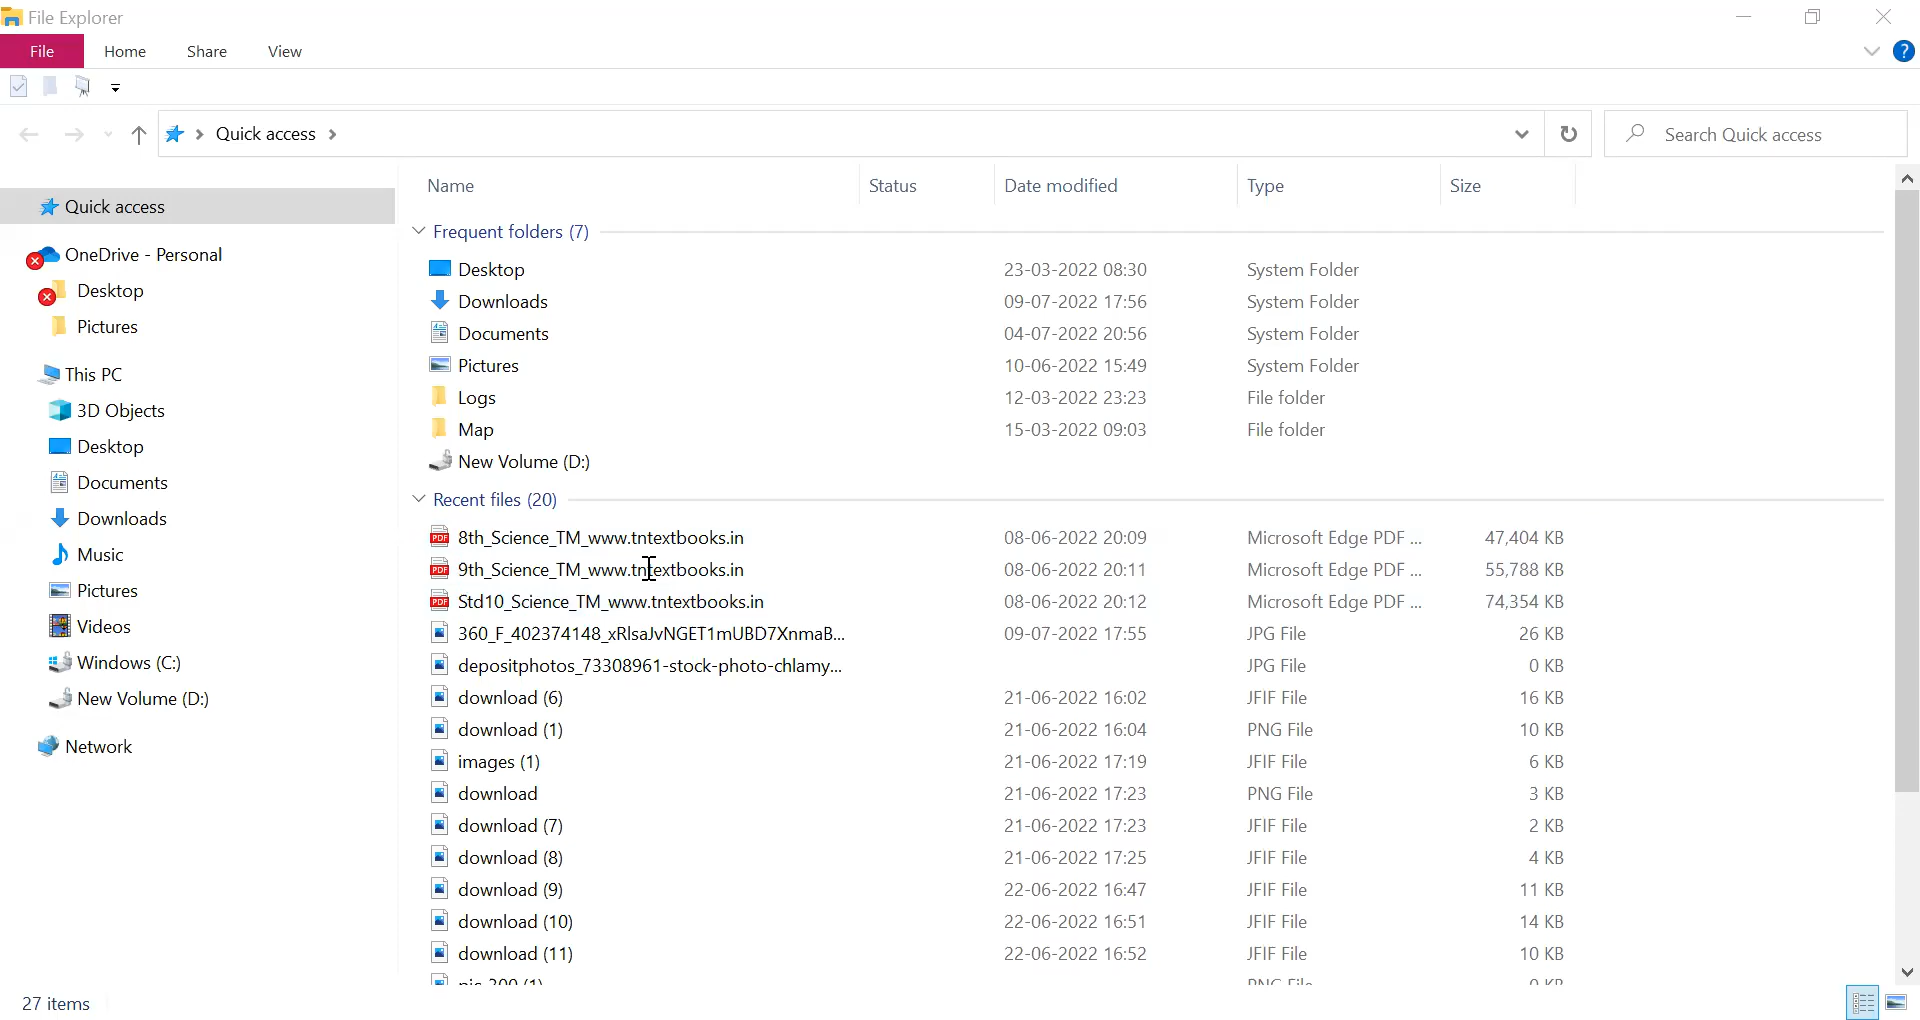 File Explorer
File Home Share View
Quick access
Search Quick access
Name Status Date modified Type Size
Quick access
OneDrive - Personal
Desktop
Pictures
This PC
3D Objects
Desktop
Documents
Downloads
Music
Pictures
Videos
Windows (C:)
New Volume (D:)
Network
Frequent folders (7)
Desktop 23-03-2022 08:30 System Folder
Downloads 09-07-2022 17:56 System Folder
Documents 04-07-2022 20:56 System Folder
Pictures 10-06-2022 15:49 System Folder
Logs 12-03-2022 23:23 File folder
Map 15-03-2022 09:03 File folder
New Volume (D:)
Recent files (20)
8th_Science_TM_www.tntextbooks.in 08-06-2022 20:09 Microsoft Edge PDF ... 47,404 KB
9th_Science_TM_www.tntextbooks.in 08-06-2022 20:11 Microsoft Edge PDF ... 55,788 KB
Std10_Science_TM_www.tntextbooks.in 08-06-2022 20:12 Microsoft Edge PDF ... 74,354 KB
360_F_402374148_xRlsaJvNGET1mUBD7XnmaB... 09-07-2022 17:55 JPG File 26 KB
depositphotos_73308961-stock-photo-chlamy... JPG File 0 KB
download (6) 21-06-2022 16:02 JFIF File 16 KB
download (1) 21-06-2022 16:04 PNG File 10 KB
images (1) 21-06-2022 17:19 JFIF File 6 KB
download 21-06-2022 17:23 PNG File 3 KB
download (7) 21-06-2022 17:23 JFIF File 2 KB
download (8) 21-06-2022 17:25 JFIF File 4 KB
download (9) 22-06-2022 16:47 JFIF File 11 KB
download (10) 22-06-2022 16:51 JFIF File 14 KB
download (11) 22-06-2022 16:52 JFIF File 10 KB
27 items